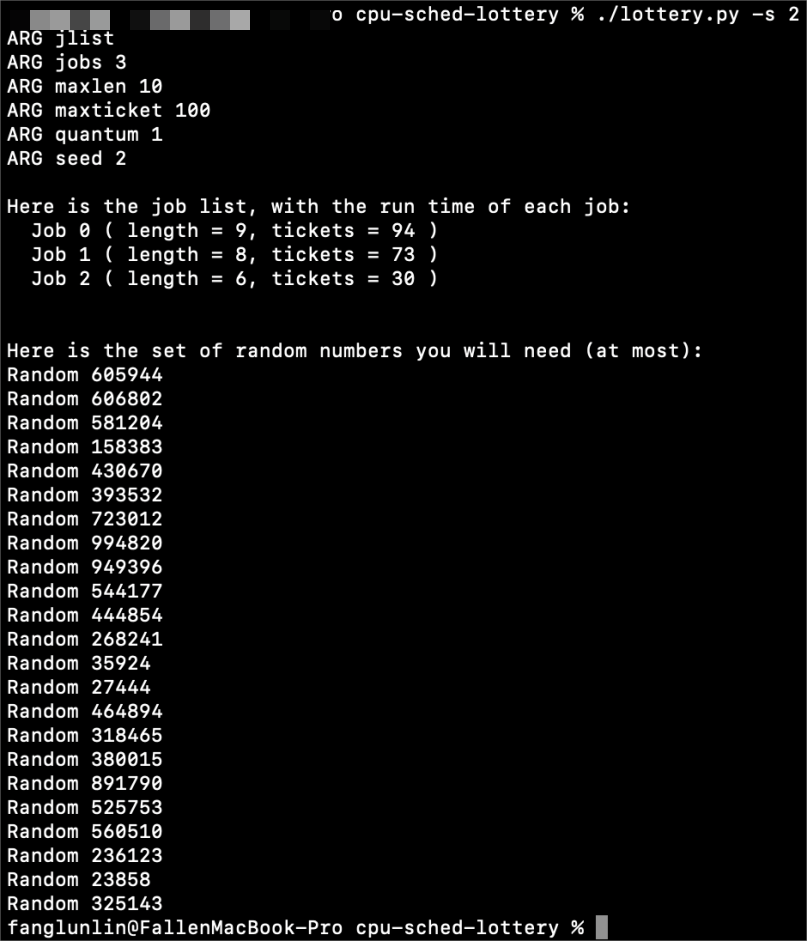 o cpu-sched-lottery % ./lottery.py -s 2
ARG jlist
ARG jobs 3
ARG maxlen 10
ARG maxticket 100
ARG quantum 1
ARG seed 2
Here is the job list, with the run time of each job:
Job 0 ( length = 9, tickets = 94 )
Job 1 ( length = 8, tickets = 73 )
Job 2 ( length = 6, tickets = 30 )
Here is the set of random numbers you will need (at most):
Random 605944
Random 606802
Random 581204
Random 158383
Random 430670
Random 393532
Random 723012
Random 994820
Random 949396
Random 544177
Random 444854
Random 268241
Random 35924
Random 27444
Random 464894
Random 318465
Random 380015
Random 891790
Random 525753
Random 560510
Random 236123
Random 23858
Random 325143
fanglunlin@FallenMacBook-Pro cpu-sched-lottery %